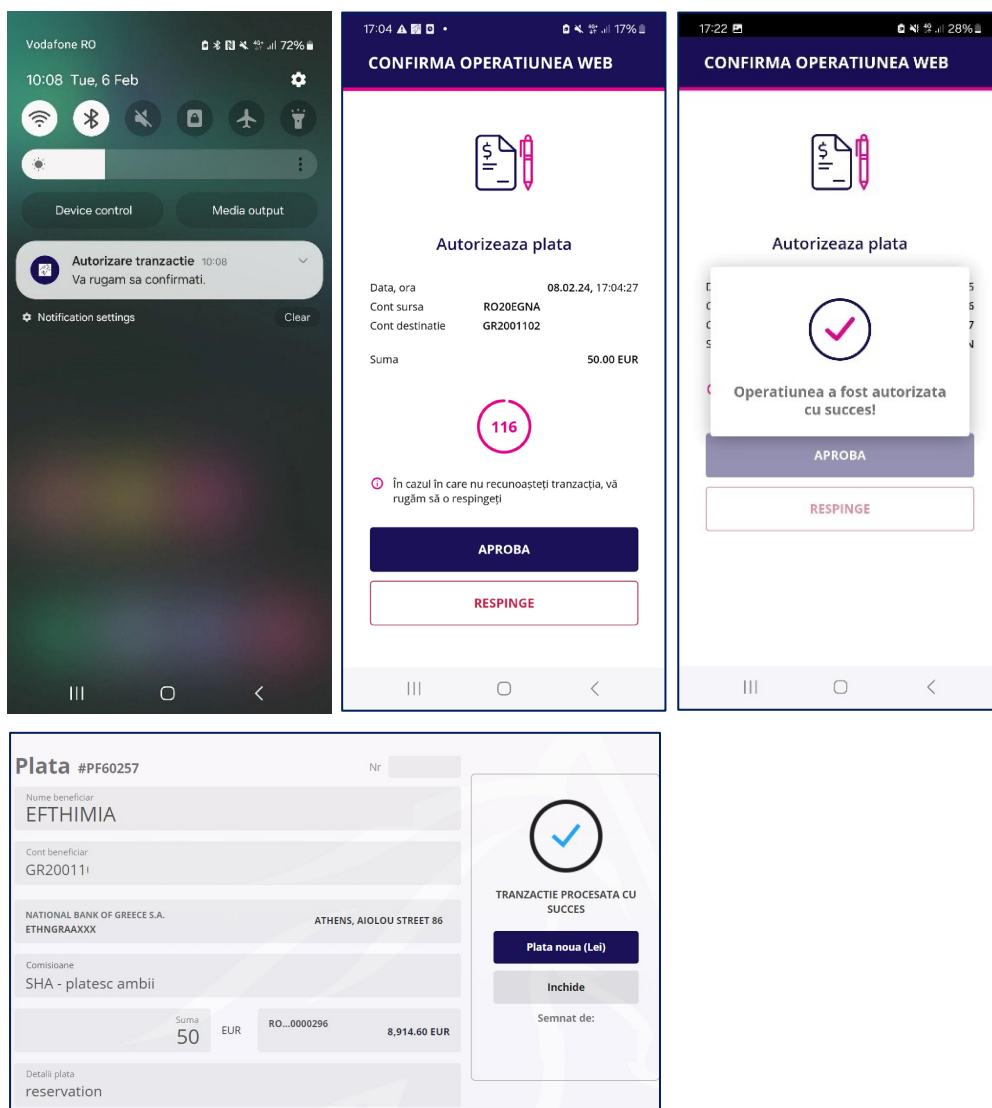 Vodafone RO
72%
10:08 Tue, 6 Feb
Device control
Media output
Autorizare tranzactie 10:08
Va rugam sa confirmati.
Notification settings
Clear
17:04
17%
CONFIRMA OPERATIUNEA WEB
Autorizeaza plata
Data, ora 08.02.24, 17:04:27
Cont sursa RO20EGNA
Cont destinatie GR2001102
Suma 50.00 EUR
116
În cazul în care nu recunoașteți tranzacția, vă
rugăm să o respingeți
APROBA
RESPINGE
17:22
28%
CONFIRMA OPERATIUNEA WEB
Autorizeaza plata
5
6
7
N
Operatiunea a fost autorizata
cu succes!
APROBA
RESPINGE
Plata #PF60257
Nr
Nume beneficiar
EFTHIMIA
Cont beneficiar
GR20011
NATIONAL BANK OF GREECE S.A.
ETHNGRAAXXX
ATHENS, AIOLOU STREET 86
Comisioane
SHA - platesc ambii
Suma
50 EUR
RO...0000296
8,914.60 EUR
Detalii plata
reservation
TRANZACTIE PROCESATA CU
SUCCES
Plata noua (Lei)
Inchide
Semnat de: